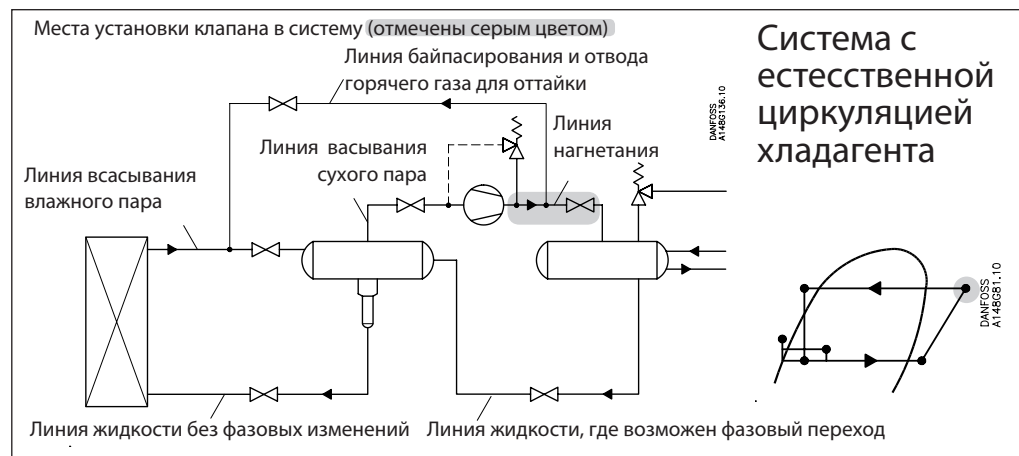 Места установки клапана в систему (отмечены серым цветом)
Линия байпасирования и отвода
горячего газа для оттайки
Система с
естесственной
циркуляцией
хладагента
DANFOSS
A148G136.10
Линия
нагнетания
Линия васывания
сухого пара
Линия всасывания
влажного пара
DANFOSS
A148G81.10
Линия жидкости без фазовых изменений
Линия жидкости, где возможен фазовый переход